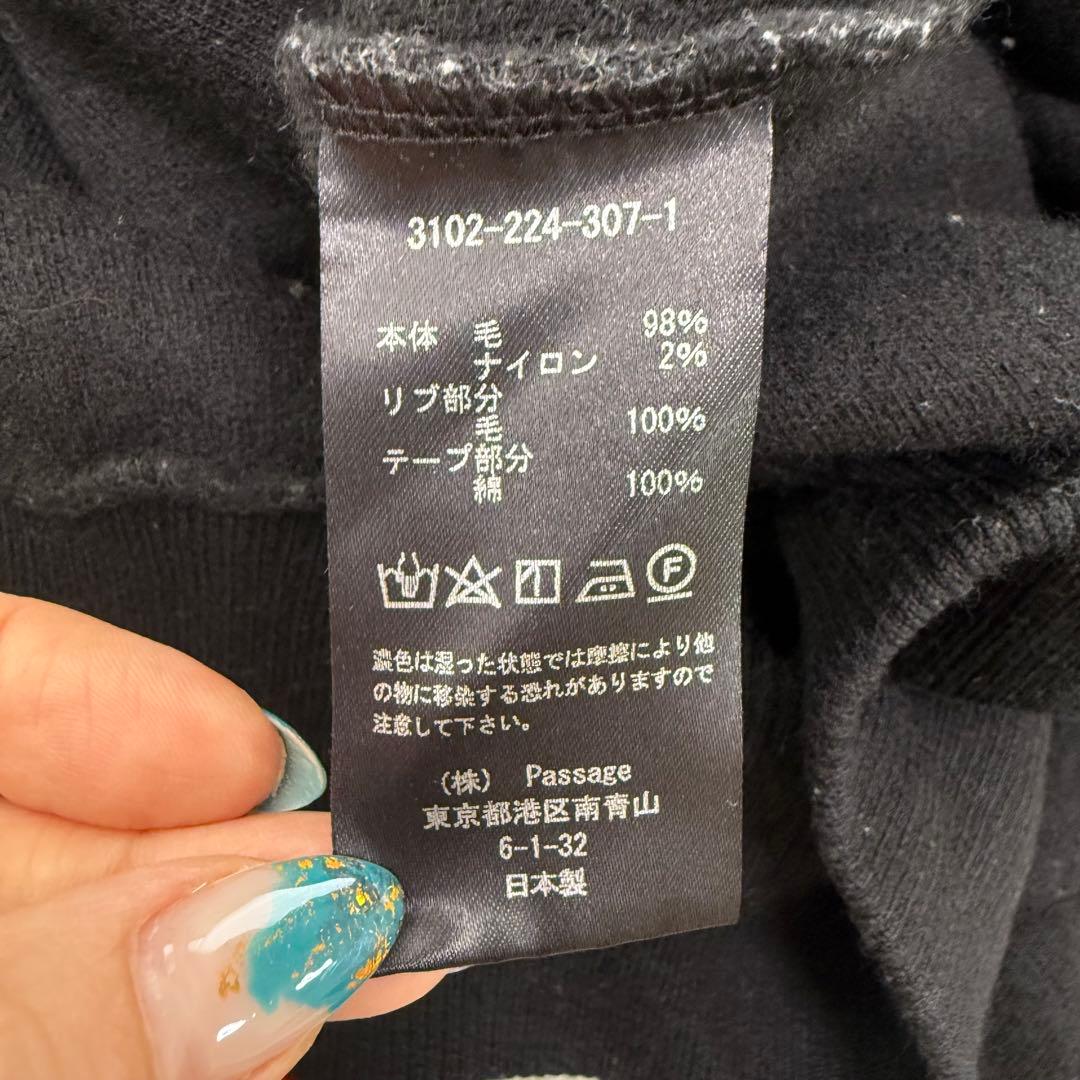 3102-224-307-1
本体 毛 98%
ナイロン 2%
リブ部分
毛 100%
テープ部分
綿 100%
F
濃色は湿った状態では摩擦により他
の物に移染する恐れがありますので
注意して下さい。
(株) Passage
東京都港区南青山
6-1-32
日本製